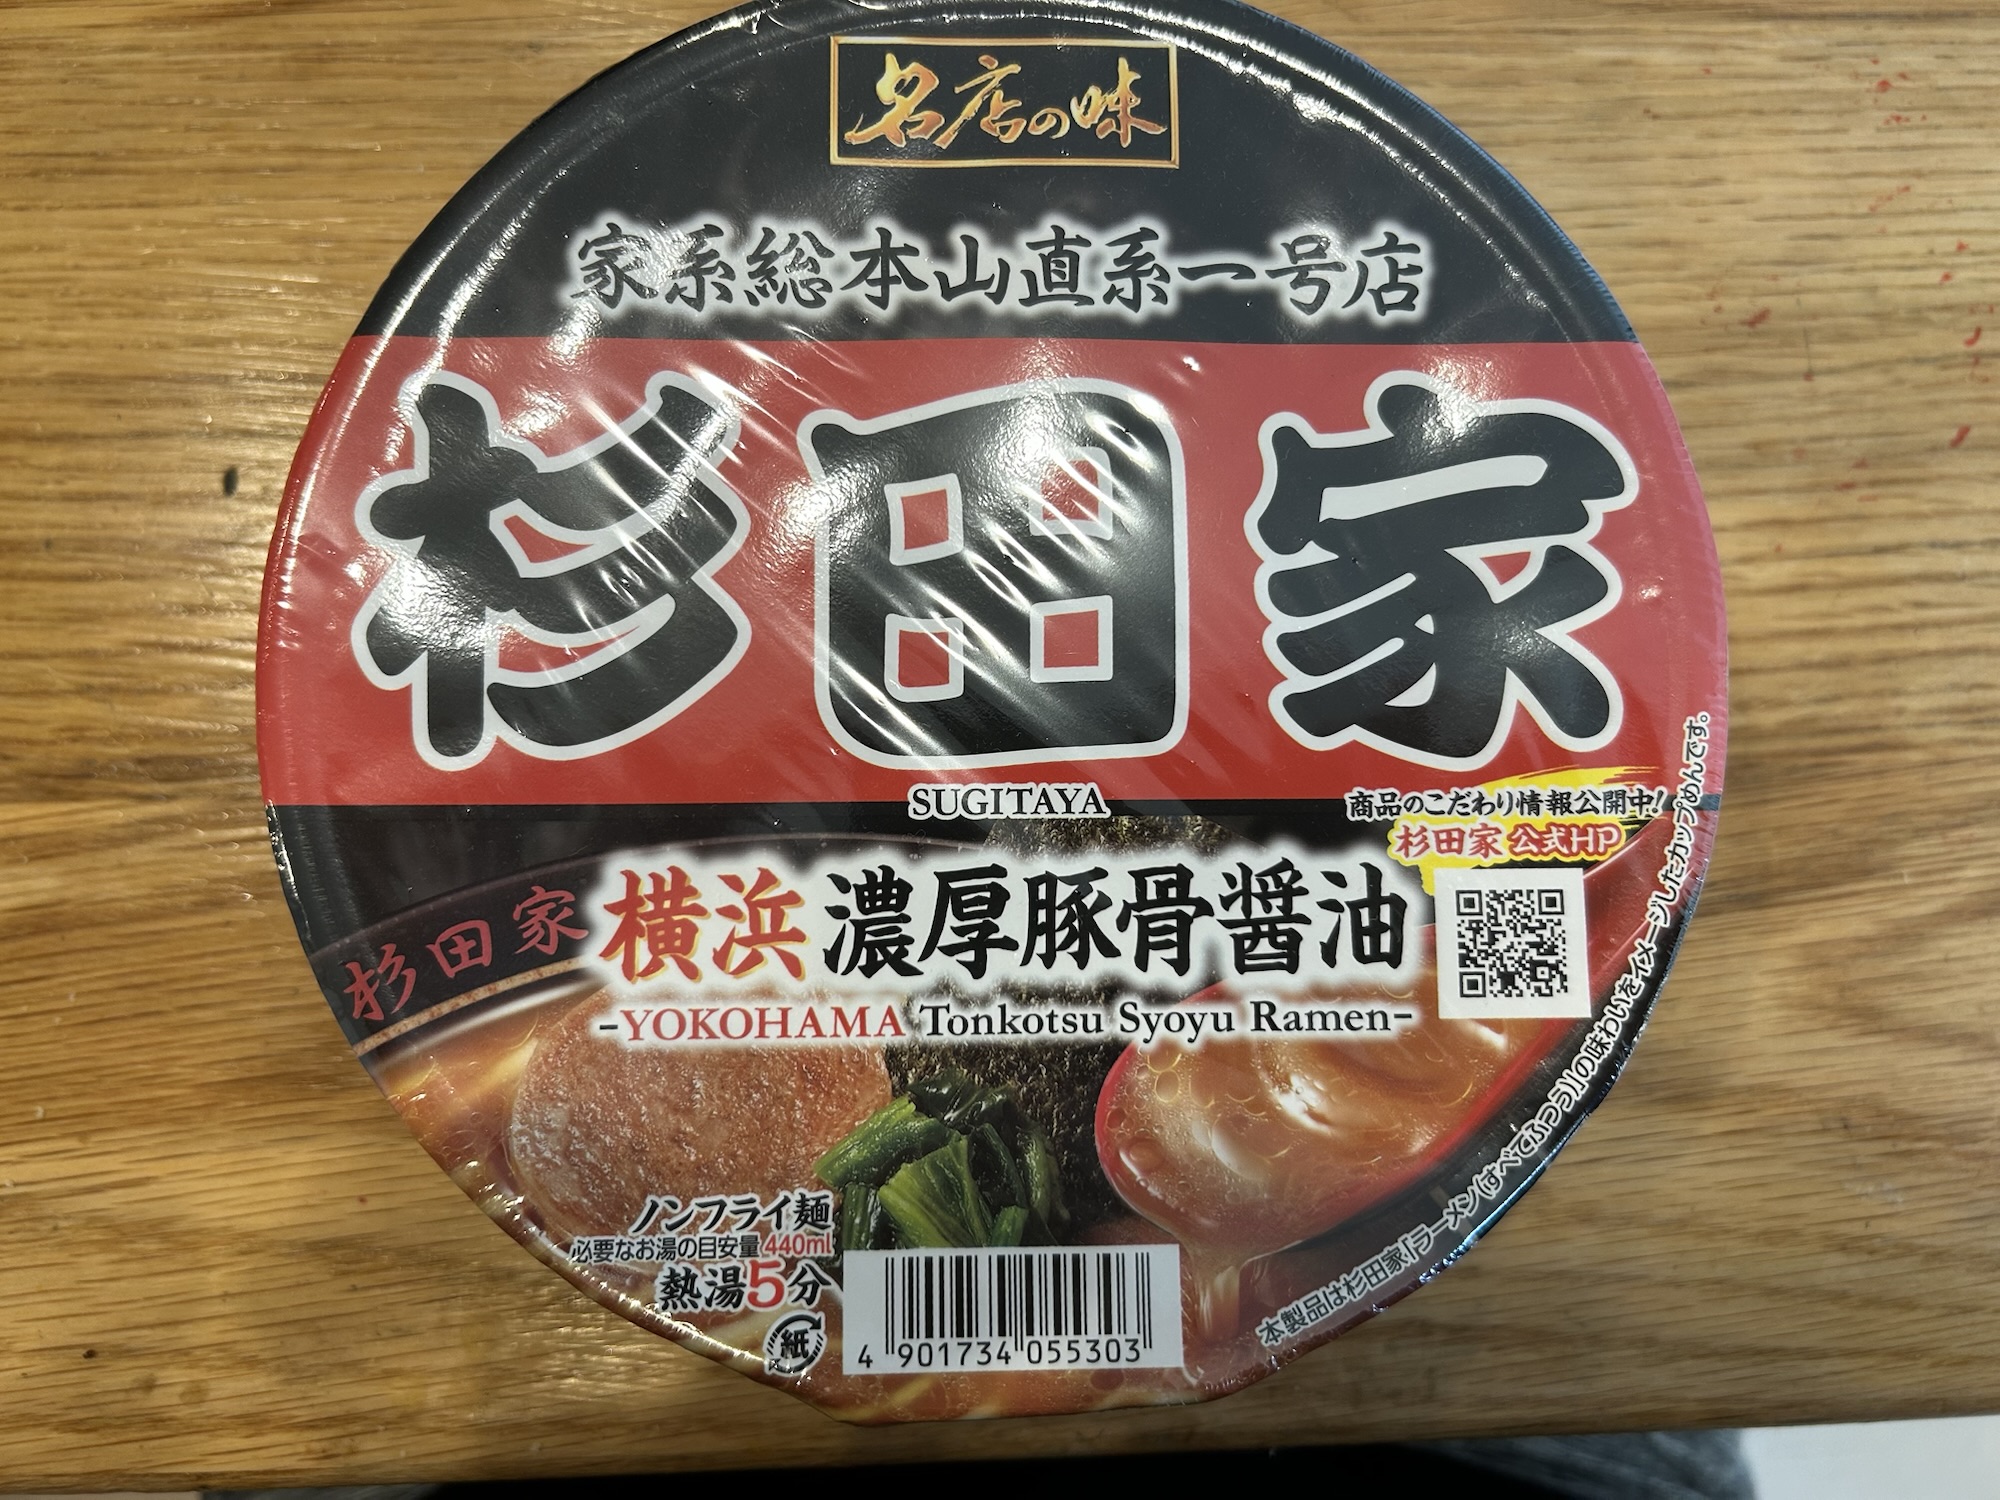 名店の味
家系総本山直系一号店
杉田家
SUGITAYA
商品のこだわり情報公開中!
杉田家 公式HP
杉田家
横浜 濃厚豚骨醤油
-YOKOHAMA Tonkotsu Syoyu Ramen-
ノンフライ麺
必要なお湯の目安量 440ml
熱湯5分
紙
4 901734 055303
本製品は杉田家「ラーメン(すべてふつう)」の味わいをイメージしたカップめんです。